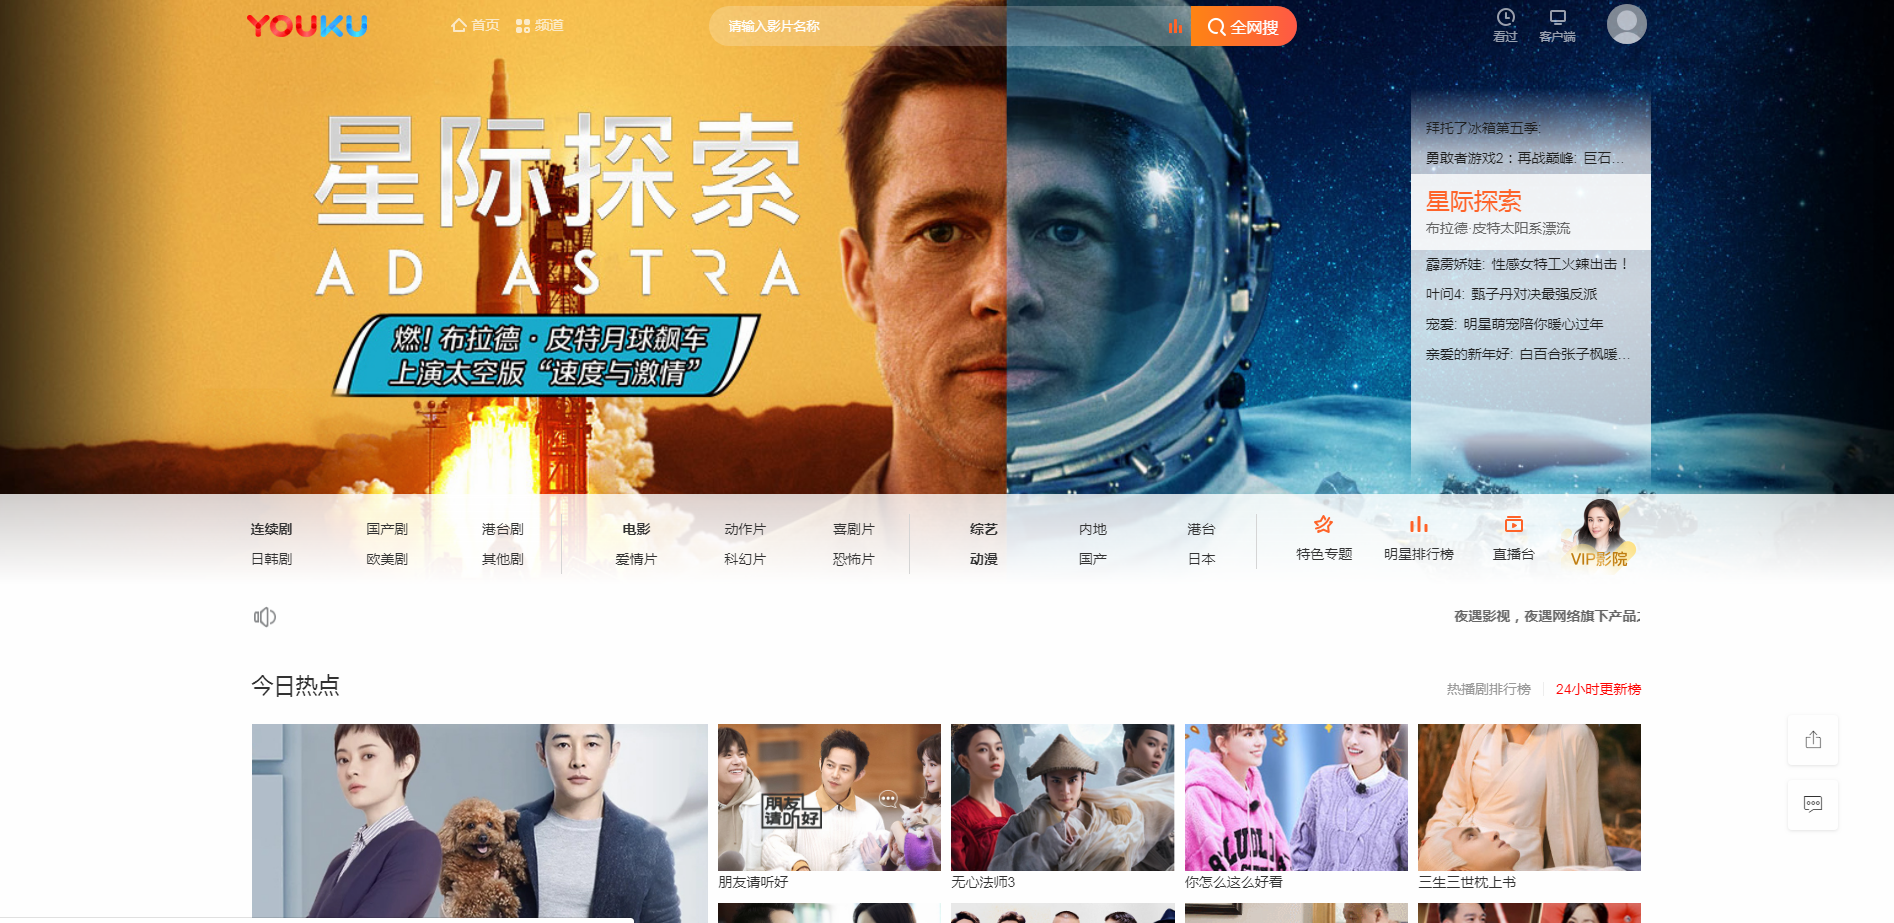 YOUKU
首页
频道
请输入影片名称
全网搜
看过
客户端
星际探索
AD ASTRA
燃! 布拉德·皮特月球飙车
上演太空版“速度与激情”
拜托了冰箱第五季:
勇敢者游戏2：再战巅峰: 巨石...
星际探索
布拉德·皮特太阳系漂流
霹雳娇娃: 性感女特工火辣出击！
叶问4: 甄子丹对决最强反派
宠爱: 明星萌宠陪你暖心过年
亲爱的新年好: 白百合张子枫暖...
连续剧 国产剧 港台剧
日韩剧 欧美剧 其他剧
电影 动作片 喜剧片
爱情片 科幻片 恐怖片
综艺 内地 港台
动漫 国产 日本
特色专题
明星排行榜
直播台
VIP影院
夜遇影视，夜遇网络旗下产品
今日热点
热播剧排行榜
24小时更新榜
朋友
请听好
朋友请听好
无心法师3
你怎么这么好看
三生三世枕上书